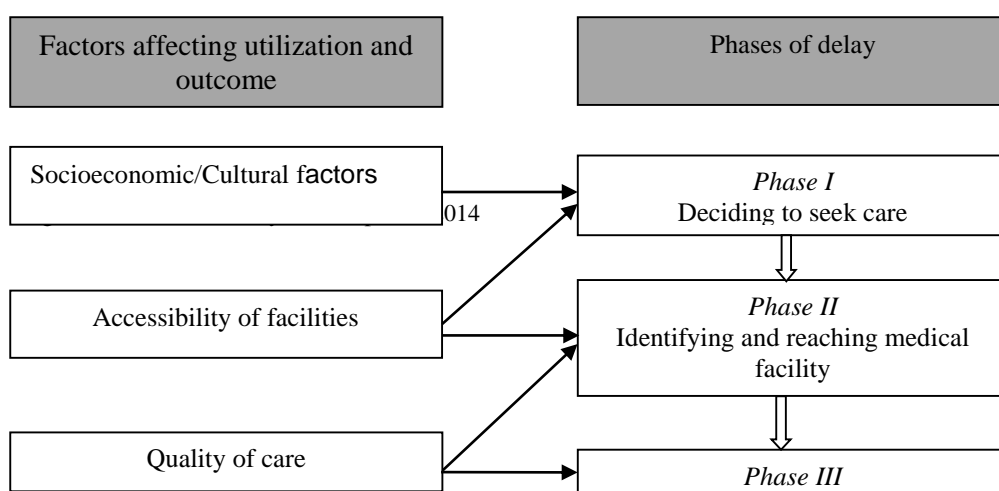 Factors affecting utilization and
outcome
Phases of delay
Socioeconomic/Cultural factors
014
Phase I
Deciding to seek care
Accessibility of facilities
Phase II
Identifying and reaching medical
facility
Quality of care
Phase III